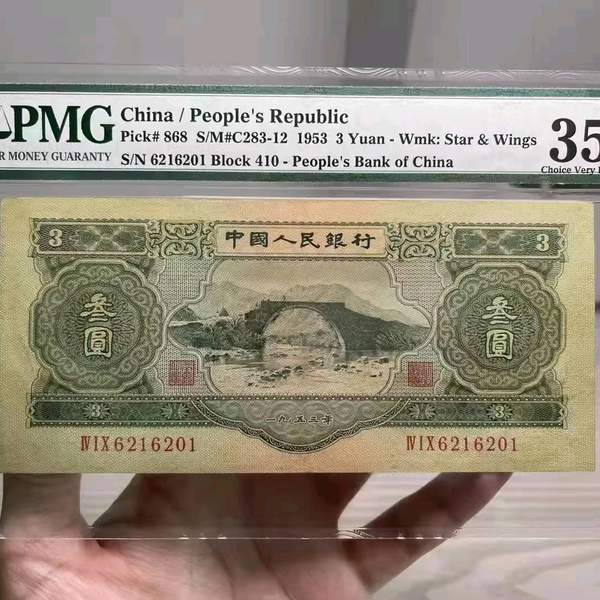 PMG
R MONEY GUARANTY
China / People's Republic
Pick# 868 S/M#C283-12 1953 3 Yuan - Wmk: Star & Wings
S/N 6216201 Block 410 - People's Bank of China
35
Choice Very
中國人民銀行
3
3
叁圓
叁圓
3
3
一九五三年
ⅣⅠⅩ6216201
ⅣⅠⅩ6216201